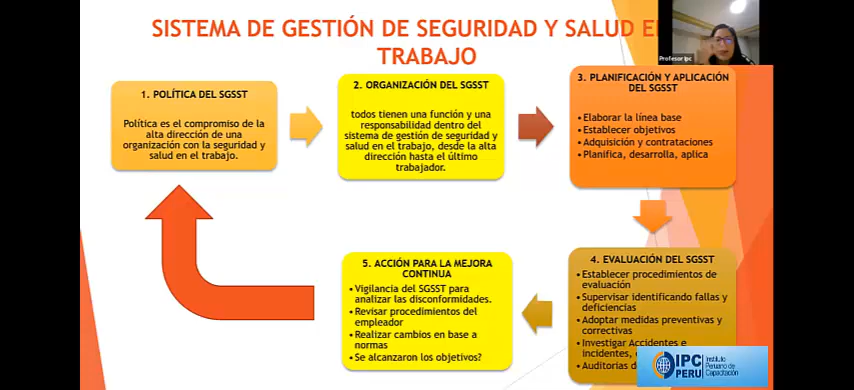 SISTEMA DE GESTIÓN DE SEGURIDAD Y SALUD E
TRABAJO
Profesor Ipc
1. POLÍTICA DEL SGSST
Política es el compromiso de la
alta dirección de una
organización con la seguridad y
salud en el trabajo.
2. ORGANIZACIÓN DEL SGSST
todos tienen una función y una
responsabilidad dentro del
sistema de gestión de seguridad y
salud en el trabajo, desde la alta
dirección hasta el último
trabajador.
3. PLANIFICACIÓN Y APLICACIÓN
DEL SGSST
•Elaborar la línea base
•Establecer objetivos
•Adquisición y contrataciones
•Planifica, desarrolla, aplica
4. EVALUACIÓN DEL SGSST
•Establecer procedimientos de
evaluación
•Supervisar identificando fallas y
deficiencias
•Adoptar medidas preventivas y
correctivas
•Investigar Accidentes e
incidentes,
•Auditorias
5. ACCIÓN PARA LA MEJORA
CONTINUA
•Vigilancia del SGSST para
analizar las disconformidades.
•Revisar procedimientos del
empleador
•Realizar cambios en base a
normas
•Se alcanzaron los objetivos?
IPC
PERU
Instituto
Peruano de
Capacitación